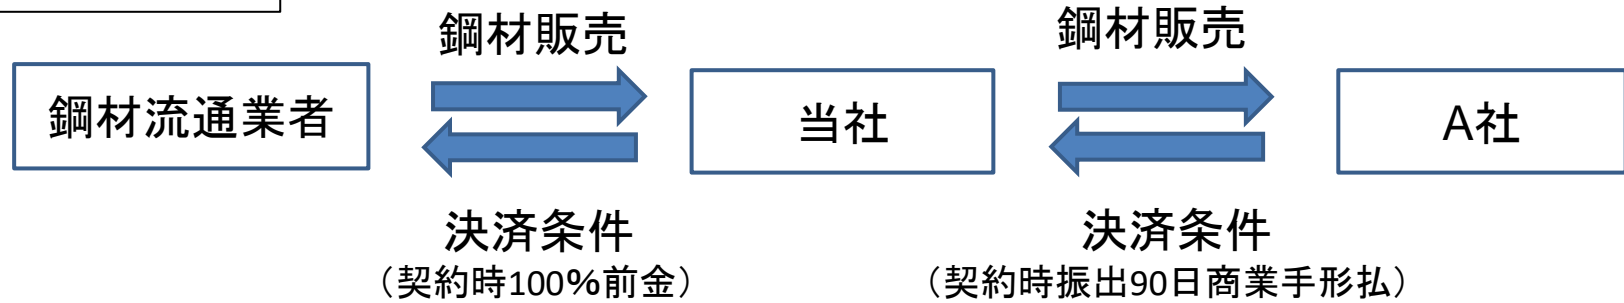 鋼材販売
鋼材販売
鋼材流通業者
当社
A社
決済条件
決済条件
（契約時100％前金）
（契約時振出90日商業手形払）